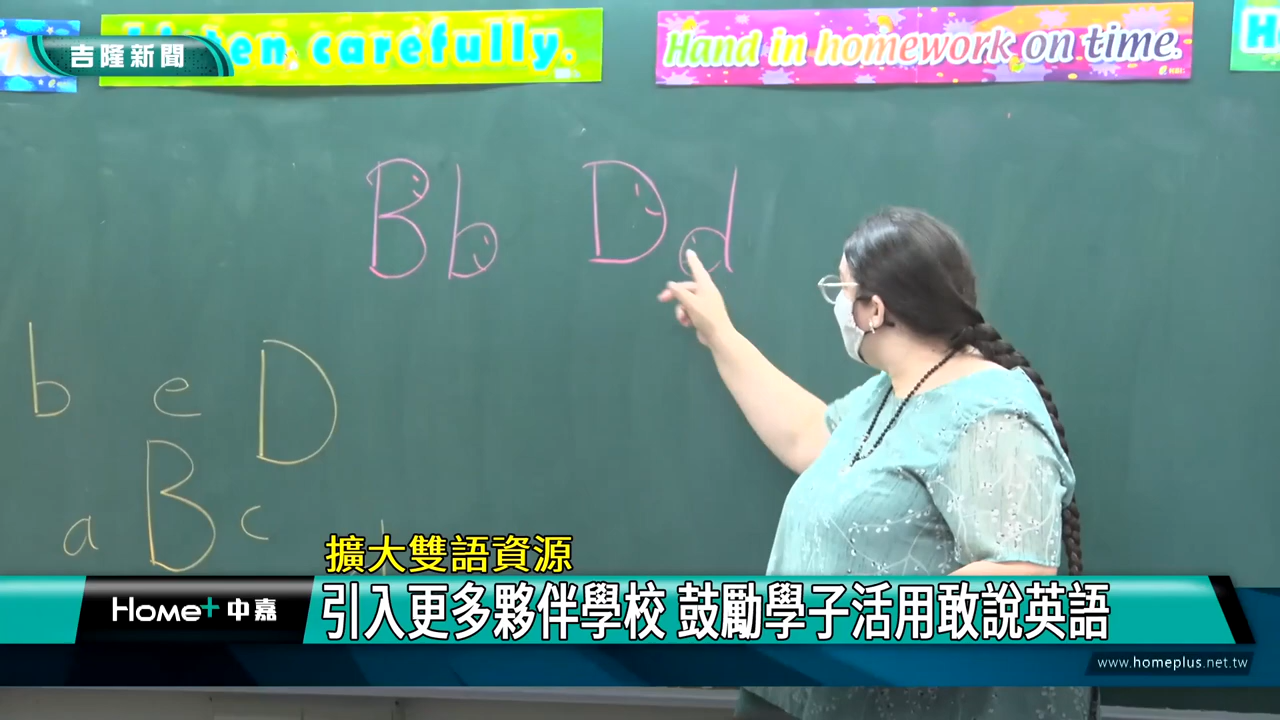 吉隆新聞
Listen carefully.
Hand in homework on time.
H
Bb Dd
b e D
a B c
擴大雙語資源
Home+中嘉
引入更多夥伴學校 鼓勵學子活用敢說英語
www.homeplus.net.tw